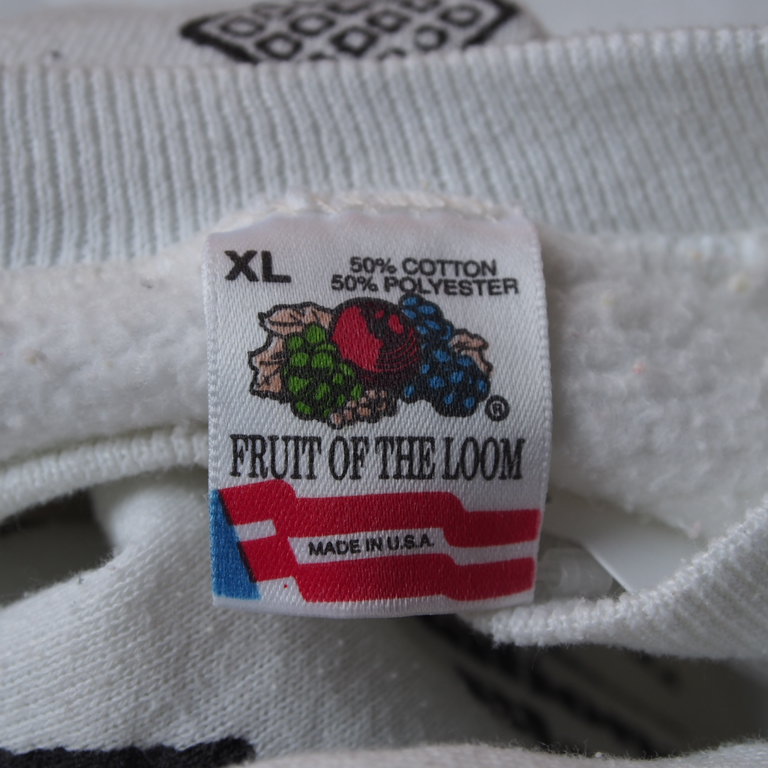 XL
50% COTTON
50% POLYESTER
®
FRUIT OF THE LOOM
MADE IN U.S.A.